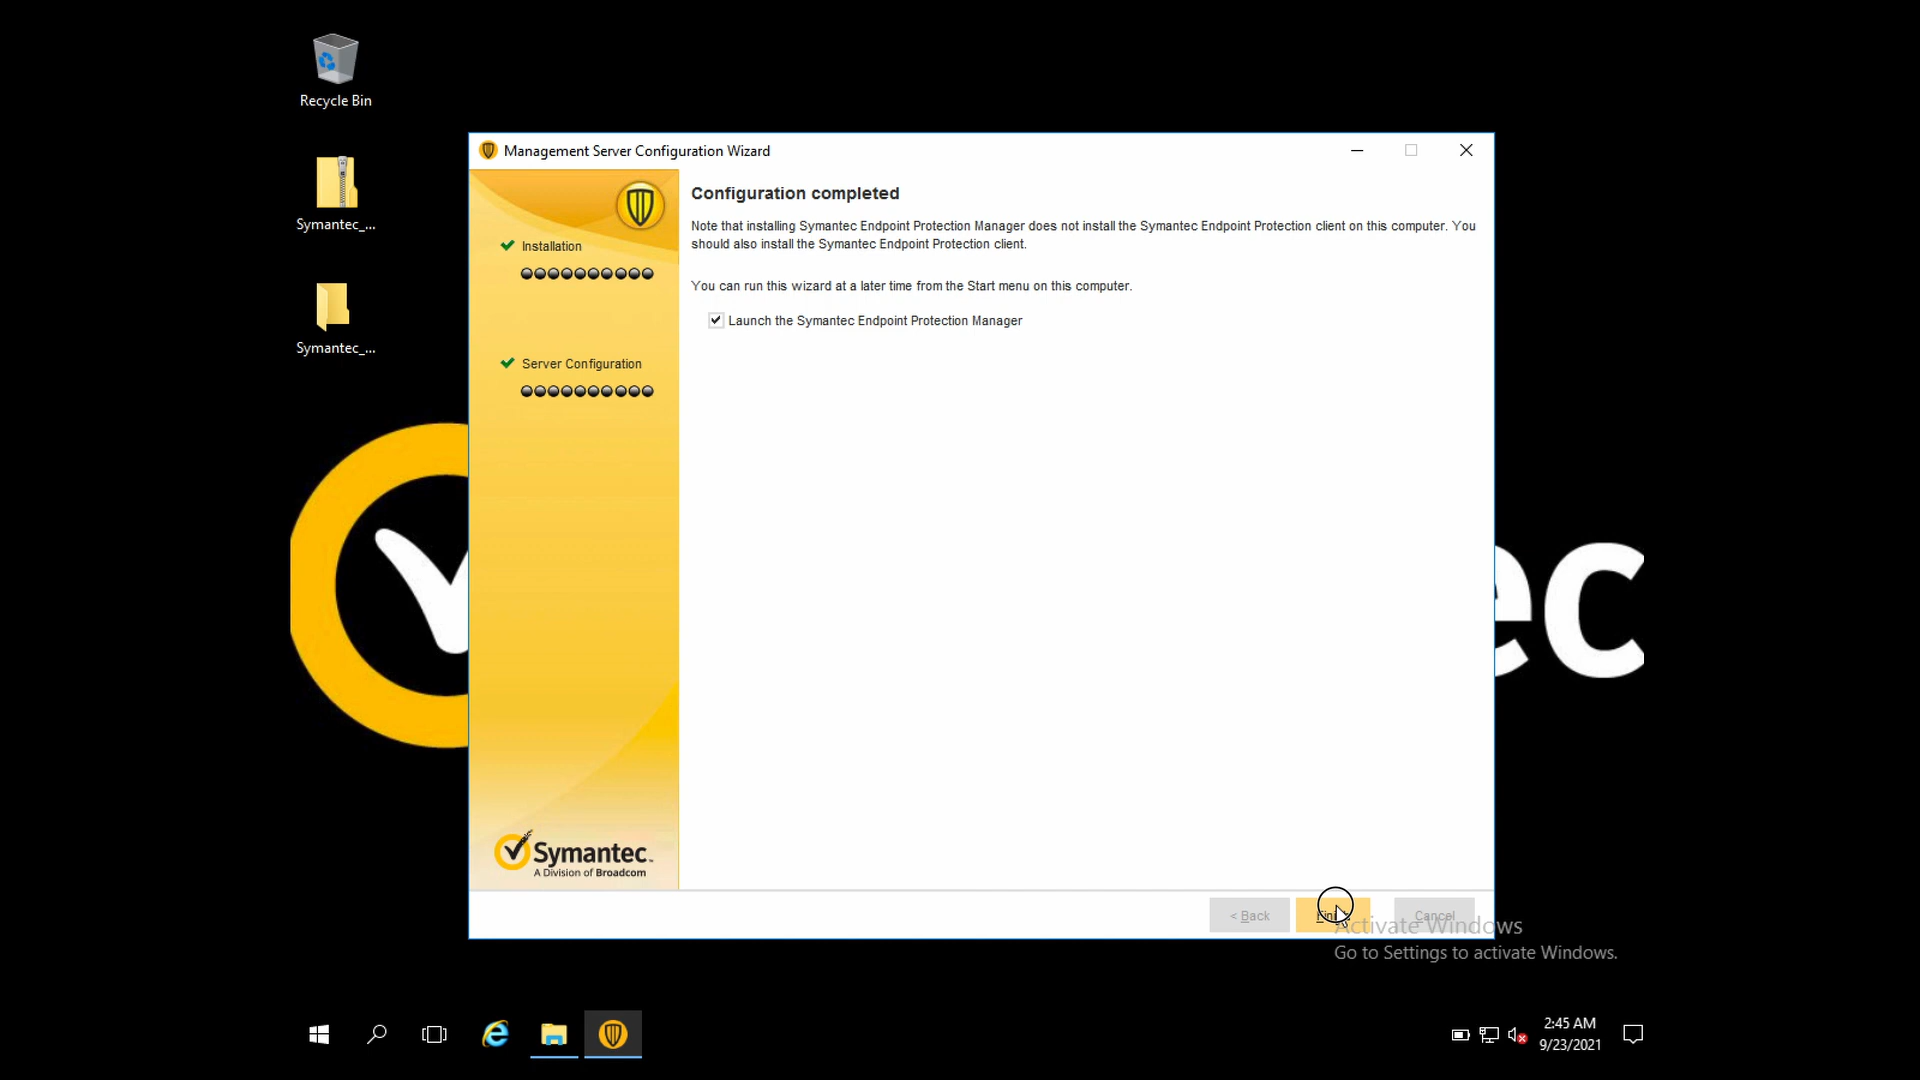 Recycle Bin
Symantec_...
Symantec_...
Management Server Configuration Wizard
Installation
Server Configuration
Symantec™
A Division of Broadcom
Configuration completed
Note that installing Symantec Endpoint Protection Manager does not install the Symantec Endpoint Protection client on this computer. You
should also install the Symantec Endpoint Protection client.
You can run this wizard at a later time from the Start menu on this computer.
Launch the Symantec Endpoint Protection Manager
< Back
Cancel
ec
Activate Windows
Go to Settings to activate Windows.
2:45 AM
9/23/2021